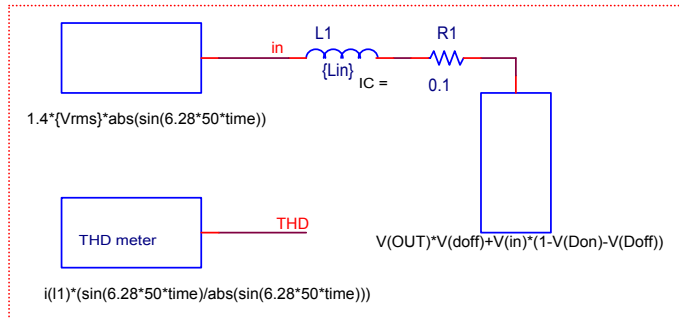 L1
R1
in
{Lin}
IC =
0.1
1.4*{Vrms}*abs(sin(6.28*50*time))
THD
THD meter
V(OUT)*V(doff)+V(in)*(1-V(Don)-V(Doff))
i(l1)*(sin(6.28*50*time)/abs(sin(6.28*50*time)))